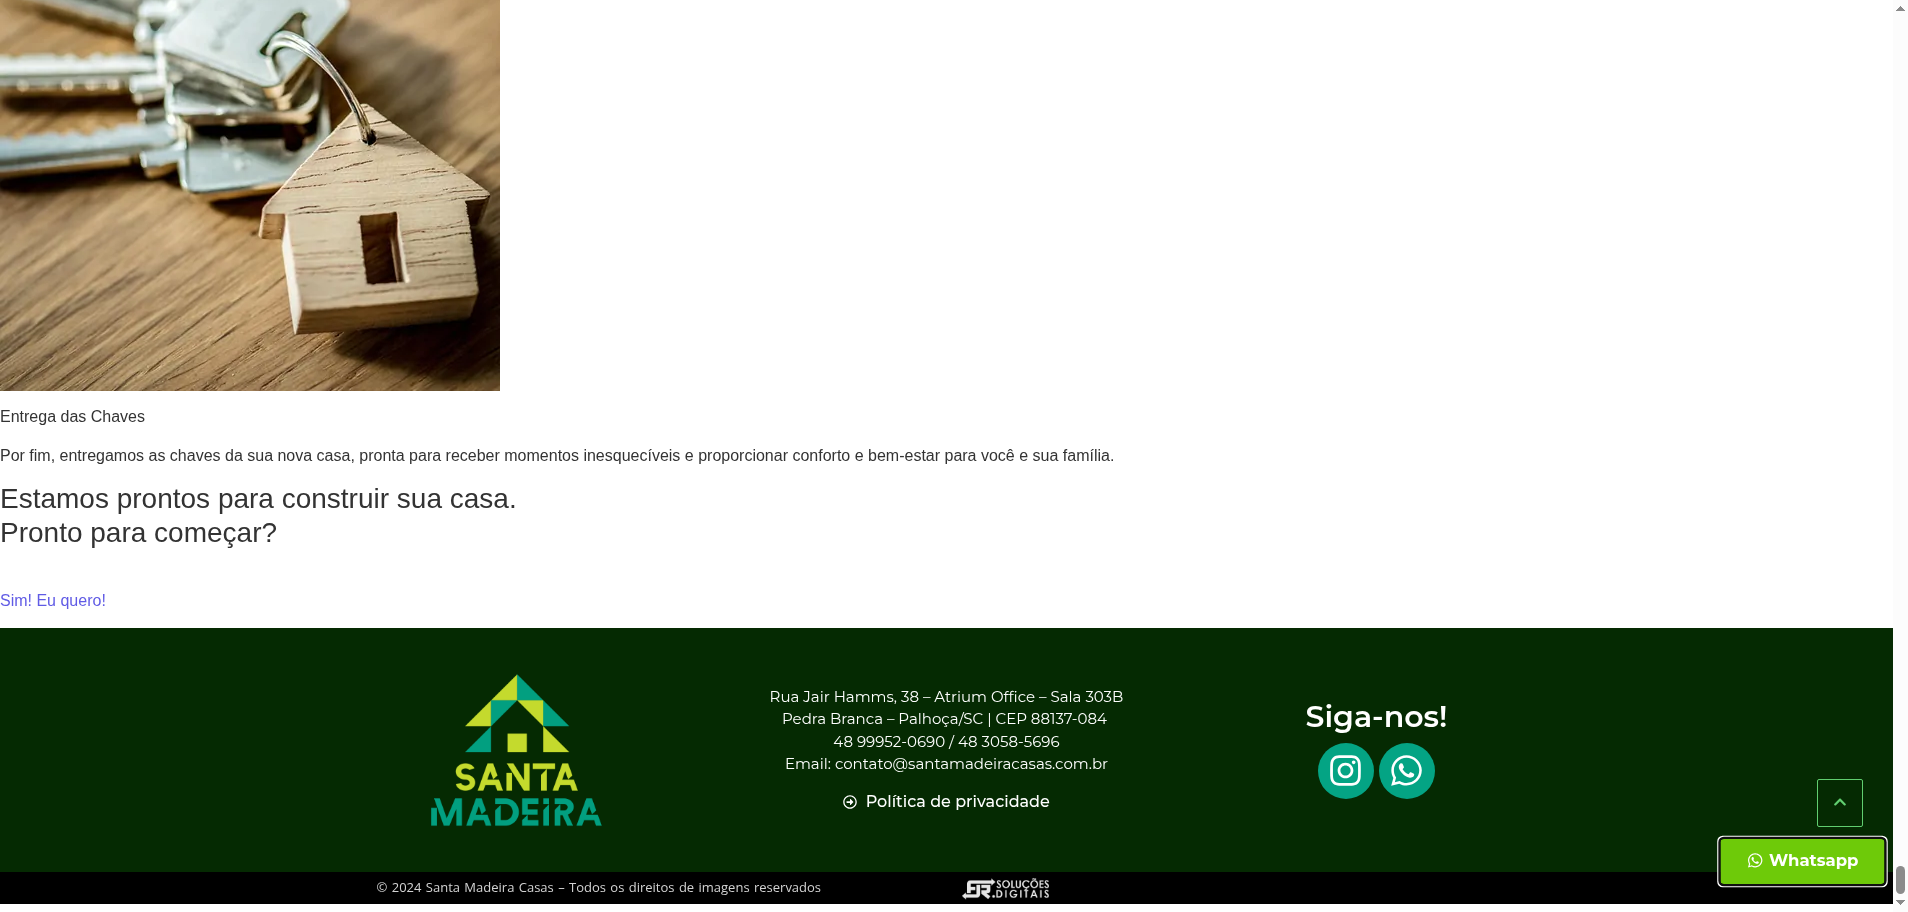 Entrega das Chaves
Por fim, entregamos as chaves da sua nova casa, pronta para receber momentos inesquecíveis e proporcionar conforto e bem-estar para você e sua família.
Estamos prontos para construir sua casa.
Pronto para começar?
Sim! Eu quero!
SANTA
MADEIRA
Rua Jair Hamms, 38 – Atrium Office – Sala 303B
Pedra Branca – Palhoça/SC | CEP 88137-084
48 99952-0690 / 48 3058-5696
Email: contato@santamadeiracasas.com.br
Política de privacidade
Siga-nos!
Whatsapp
© 2024 Santa Madeira Casas – Todos os direitos de imagens reservados
SOLUÇÕES
.DIGITAIS